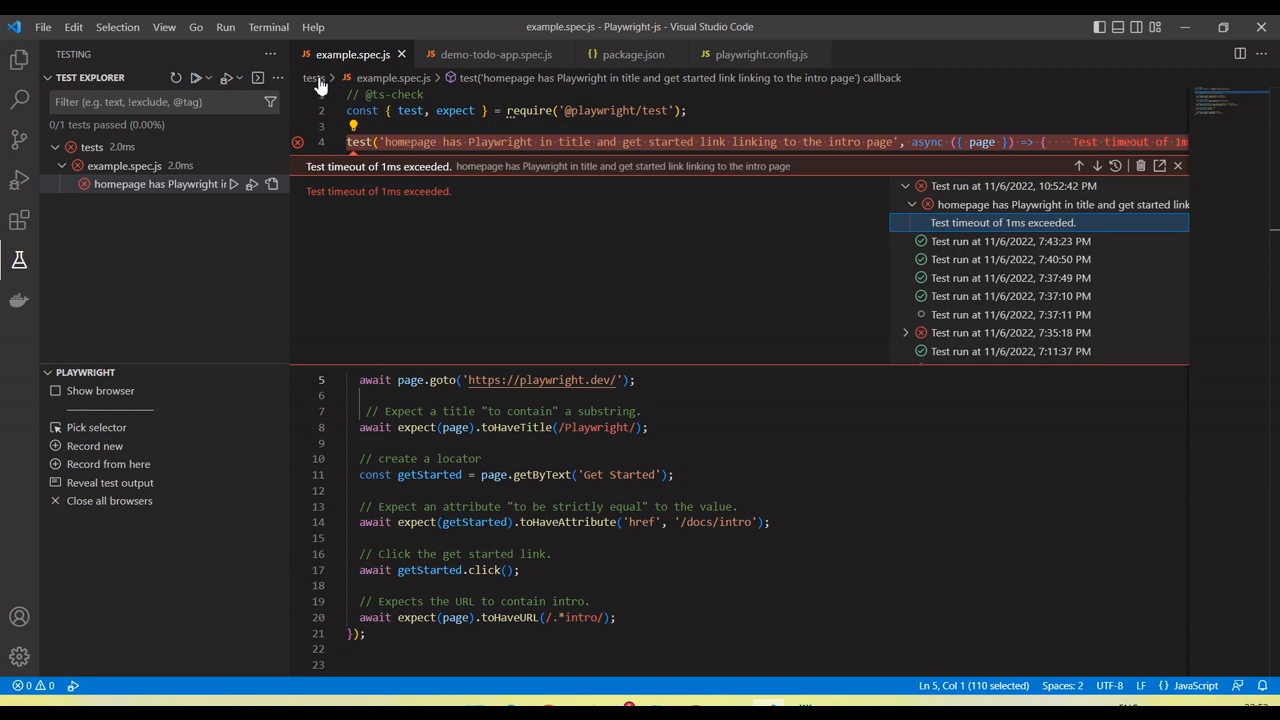 File Edit Selection View Go Run Terminal Help
example.spec.js - Playwright-js - Visual Studio Code
TESTING
TEST EXPLORER
Filter (e.g. text, !exclude, @tag)
0/1 tests passed (0.00%)
tests 2.0ms
example.spec.js 2.0ms
homepage has Playwright ir
PLAYWRIGHT
Show browser
Pick selector
Record new
Record from here
Reveal test output
Close all browsers
JS example.spec.js
JS demo-todo-app.spec.js
{ } package.json
JS playwright.config.js
tests > JS example.spec.js > test('homepage has Playwright in title and get started link linking to the intro page') callback
1 // @ts-check
2 const { test, expect } = require('@playwright/test');
3
4 test('homepage has Playwright in title and get started link linking to the intro page', async ({ page }) => { Test timeout of 1m
Test timeout of 1ms exceeded. homepage has Playwright in title and get started link linking to the intro page
Test timeout of 1ms exceeded.
Test run at 11/6/2022, 10:52:42 PM
homepage has Playwright in title and get started link
Test timeout of 1ms exceeded.
Test run at 11/6/2022, 7:43:23 PM
Test run at 11/6/2022, 7:40:50 PM
Test run at 11/6/2022, 7:37:49 PM
Test run at 11/6/2022, 7:37:10 PM
Test run at 11/6/2022, 7:37:11 PM
Test run at 11/6/2022, 7:35:18 PM
Test run at 11/6/2022, 7:11:37 PM
5 await page.goto('https://playwright.dev/');
6
7 // Expect a title "to contain" a substring.
8 await expect(page).toHaveTitle(/Playwright/);
9
10 // create a locator
11 const getStarted = page.getByText('Get Started');
12
13 // Expect an attribute "to be strictly equal" to the value.
14 await expect(getStarted).toHaveAttribute('href', '/docs/intro');
15
16 // Click the get started link.
17 await getStarted.click();
18
19 // Expects the URL to contain intro.
20 await expect(page).toHaveURL(/.*intro/);
21 });
22
23
0 0
Ln 5, Col 1 (110 selected) Spaces: 2 UTF-8 LF { } JavaScript